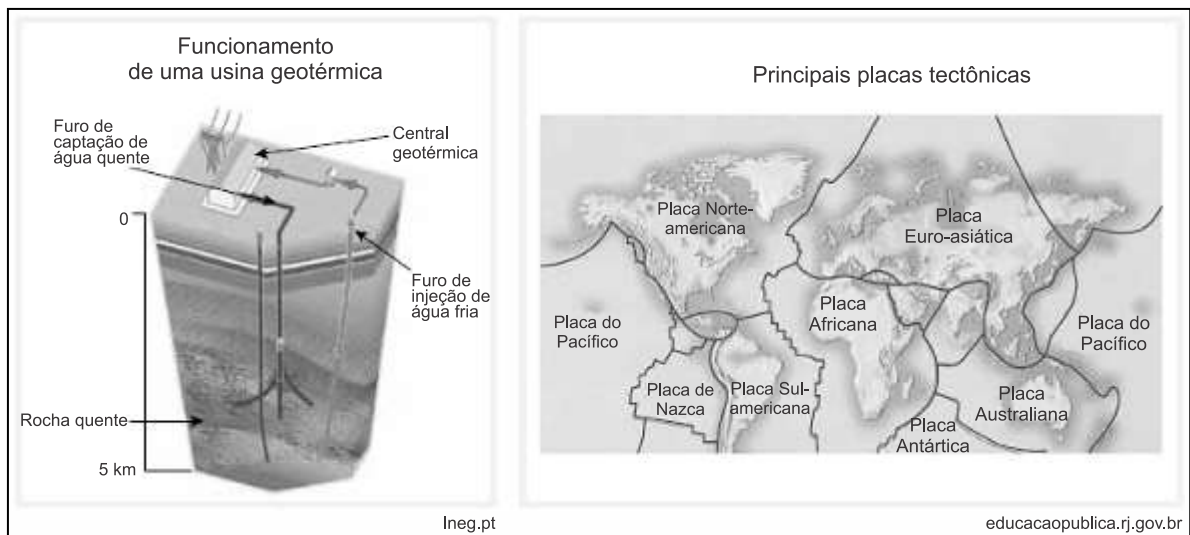 Funcionamento
de uma usina geotérmica
Furo de
captação de
água quente
Central
geotérmica
0
Furo de
injeção de
água fria
Rocha quente
5 km
lneg.pt
Principais placas tectônicas
Placa Norte-
americana
Placa
Euro-asiática
Placa do
Pacífico
Placa
Africana
Placa do
Pacífico
Placa de
Nazca
Placa Sul-
americana
Placa
Australiana
Placa
Antártica
educacaopublica.rj.gov.br